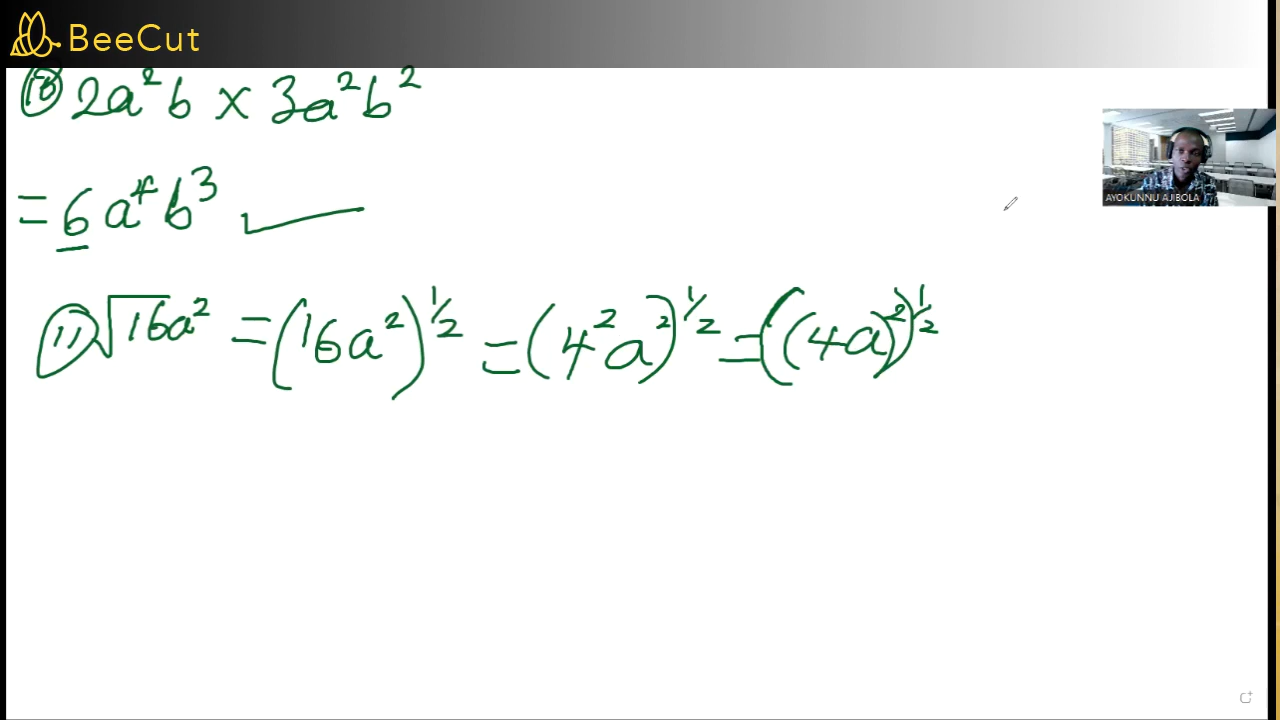 BeeCut
⑩ 2a²b × 3a²b²
AYOKUNNU AJIBOLA
= 6a⁴b³ ✓
⑪ √16a² = (16a²)^½ = (4²a²)^½ = ((4a)²)^½